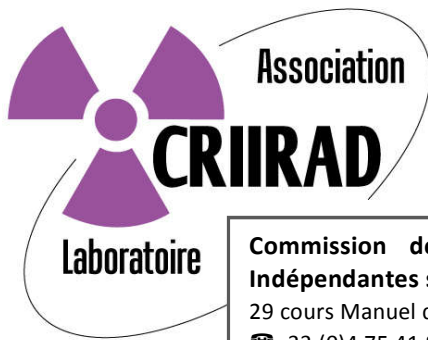 Association
CRIIRAD
Laboratoire
Commission de
Indépendantes s
29 cours Manuel d